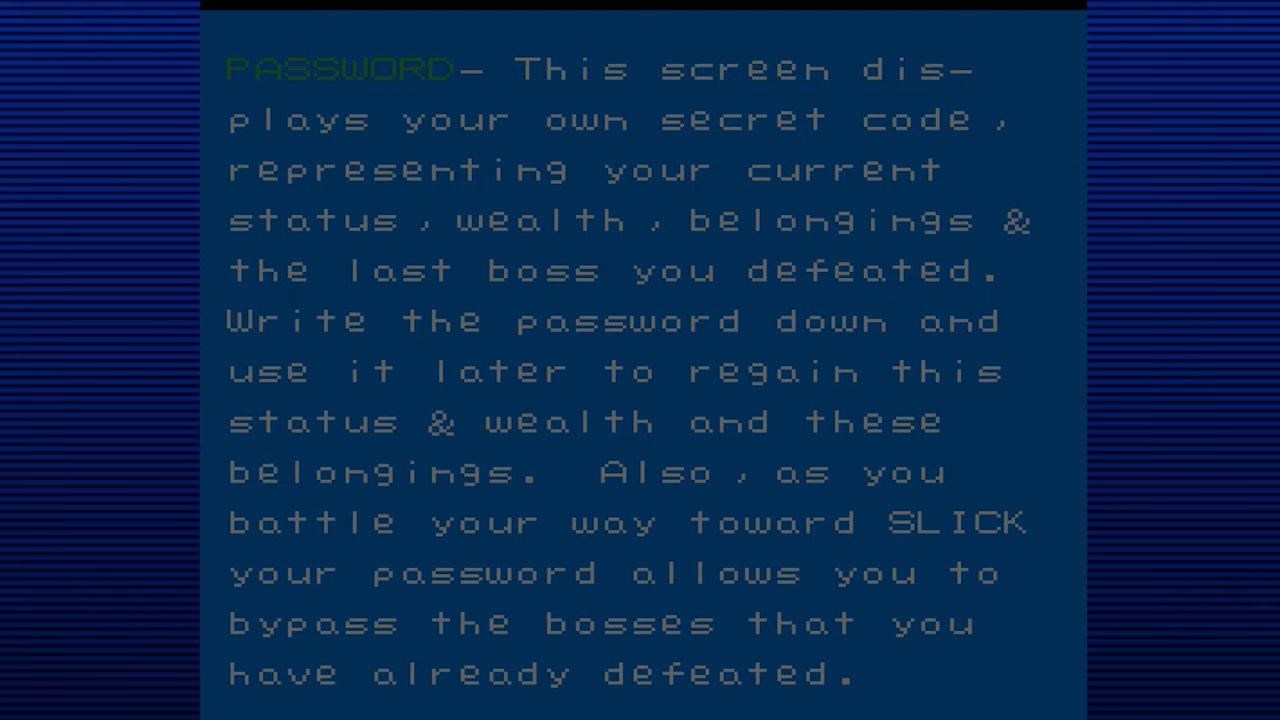 PASSWORD- This screen dis-
plays your own secret code,
representing your current
status, wealth, belongings &
the last boss you defeated.
Write the password down and
use it later to regain this
status & wealth and these
belongings. Also, as you
battle your way toward SLICK
your password allows you to
bypass the bosses that you
have already defeated.